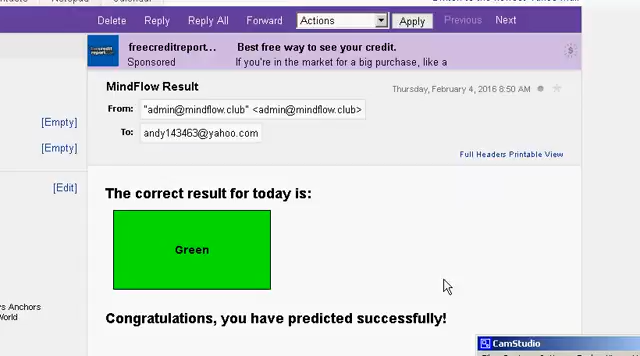 Delete Reply Reply All Forward Actions Apply Previous Next
freecreditreport... Best free way to see your credit.
Sponsored If you're in the market for a big purchase, like a
MindFlow Result
Thursday, February 4, 2016 8:50 AM
From: "admin@mindflow.club" <admin@mindflow.club>
[Empty]
To: andy143463@yahoo.com
[Empty]
Full Headers Printable View
[Edit]
The correct result for today is:
Green
ys Anchors
World
Congratulations, you have predicted successfully!
CamStudio